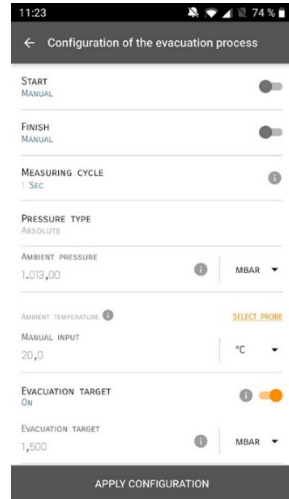 11:23
74 %
Configuration of the evacuation process
START
MANUAL
FINISH
MANUAL
MEASURING CYCLE
1 SEC
PRESSURE TYPE
ABSOLUTE
AMBIENT PRESSURE
1.013,00 MBAR
AMBIENT TEMPERATURE SELECT PROBE
MANUAL INPUT
20,0 °C
EVACUATION TARGET
ON
EVACUATION TARGET
1,500 MBAR
APPLY CONFIGURATION